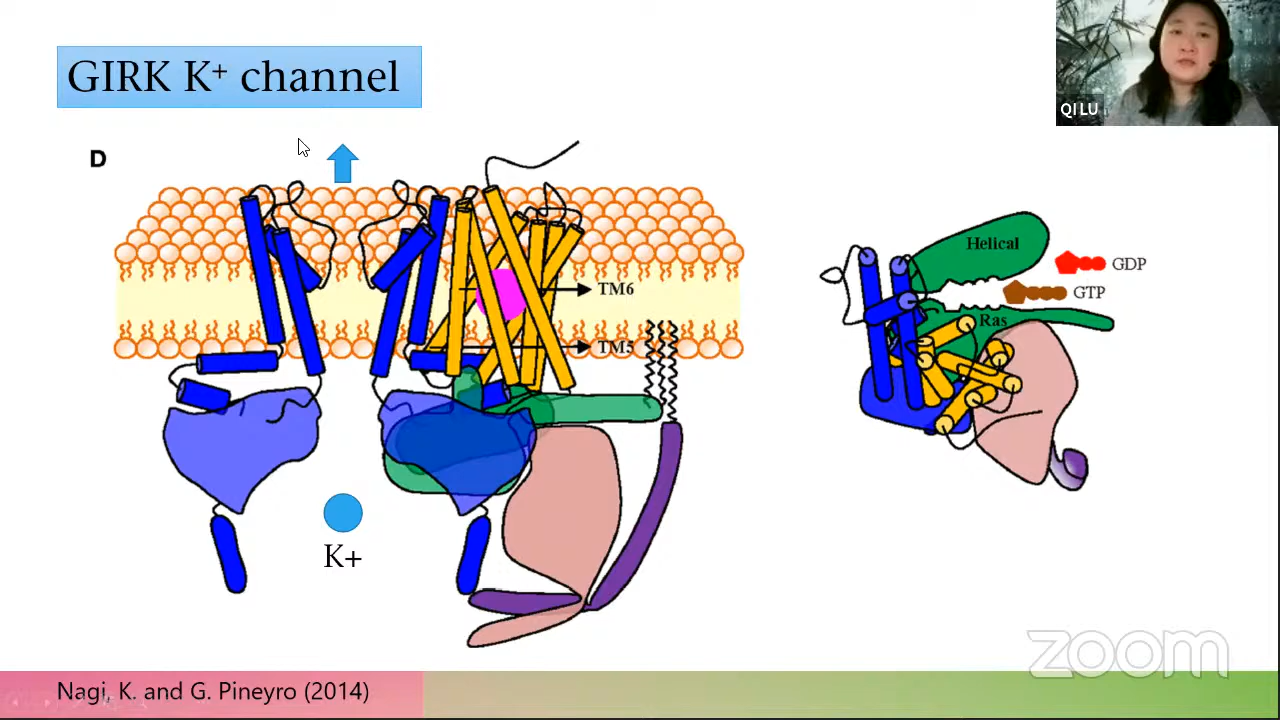 GIRK K⁺ channel
QI LU
D
TM6
TM5
K+
Helical
GDP
GTP
Ras
zoom
Nagi, K. and G. Pineyro (2014)